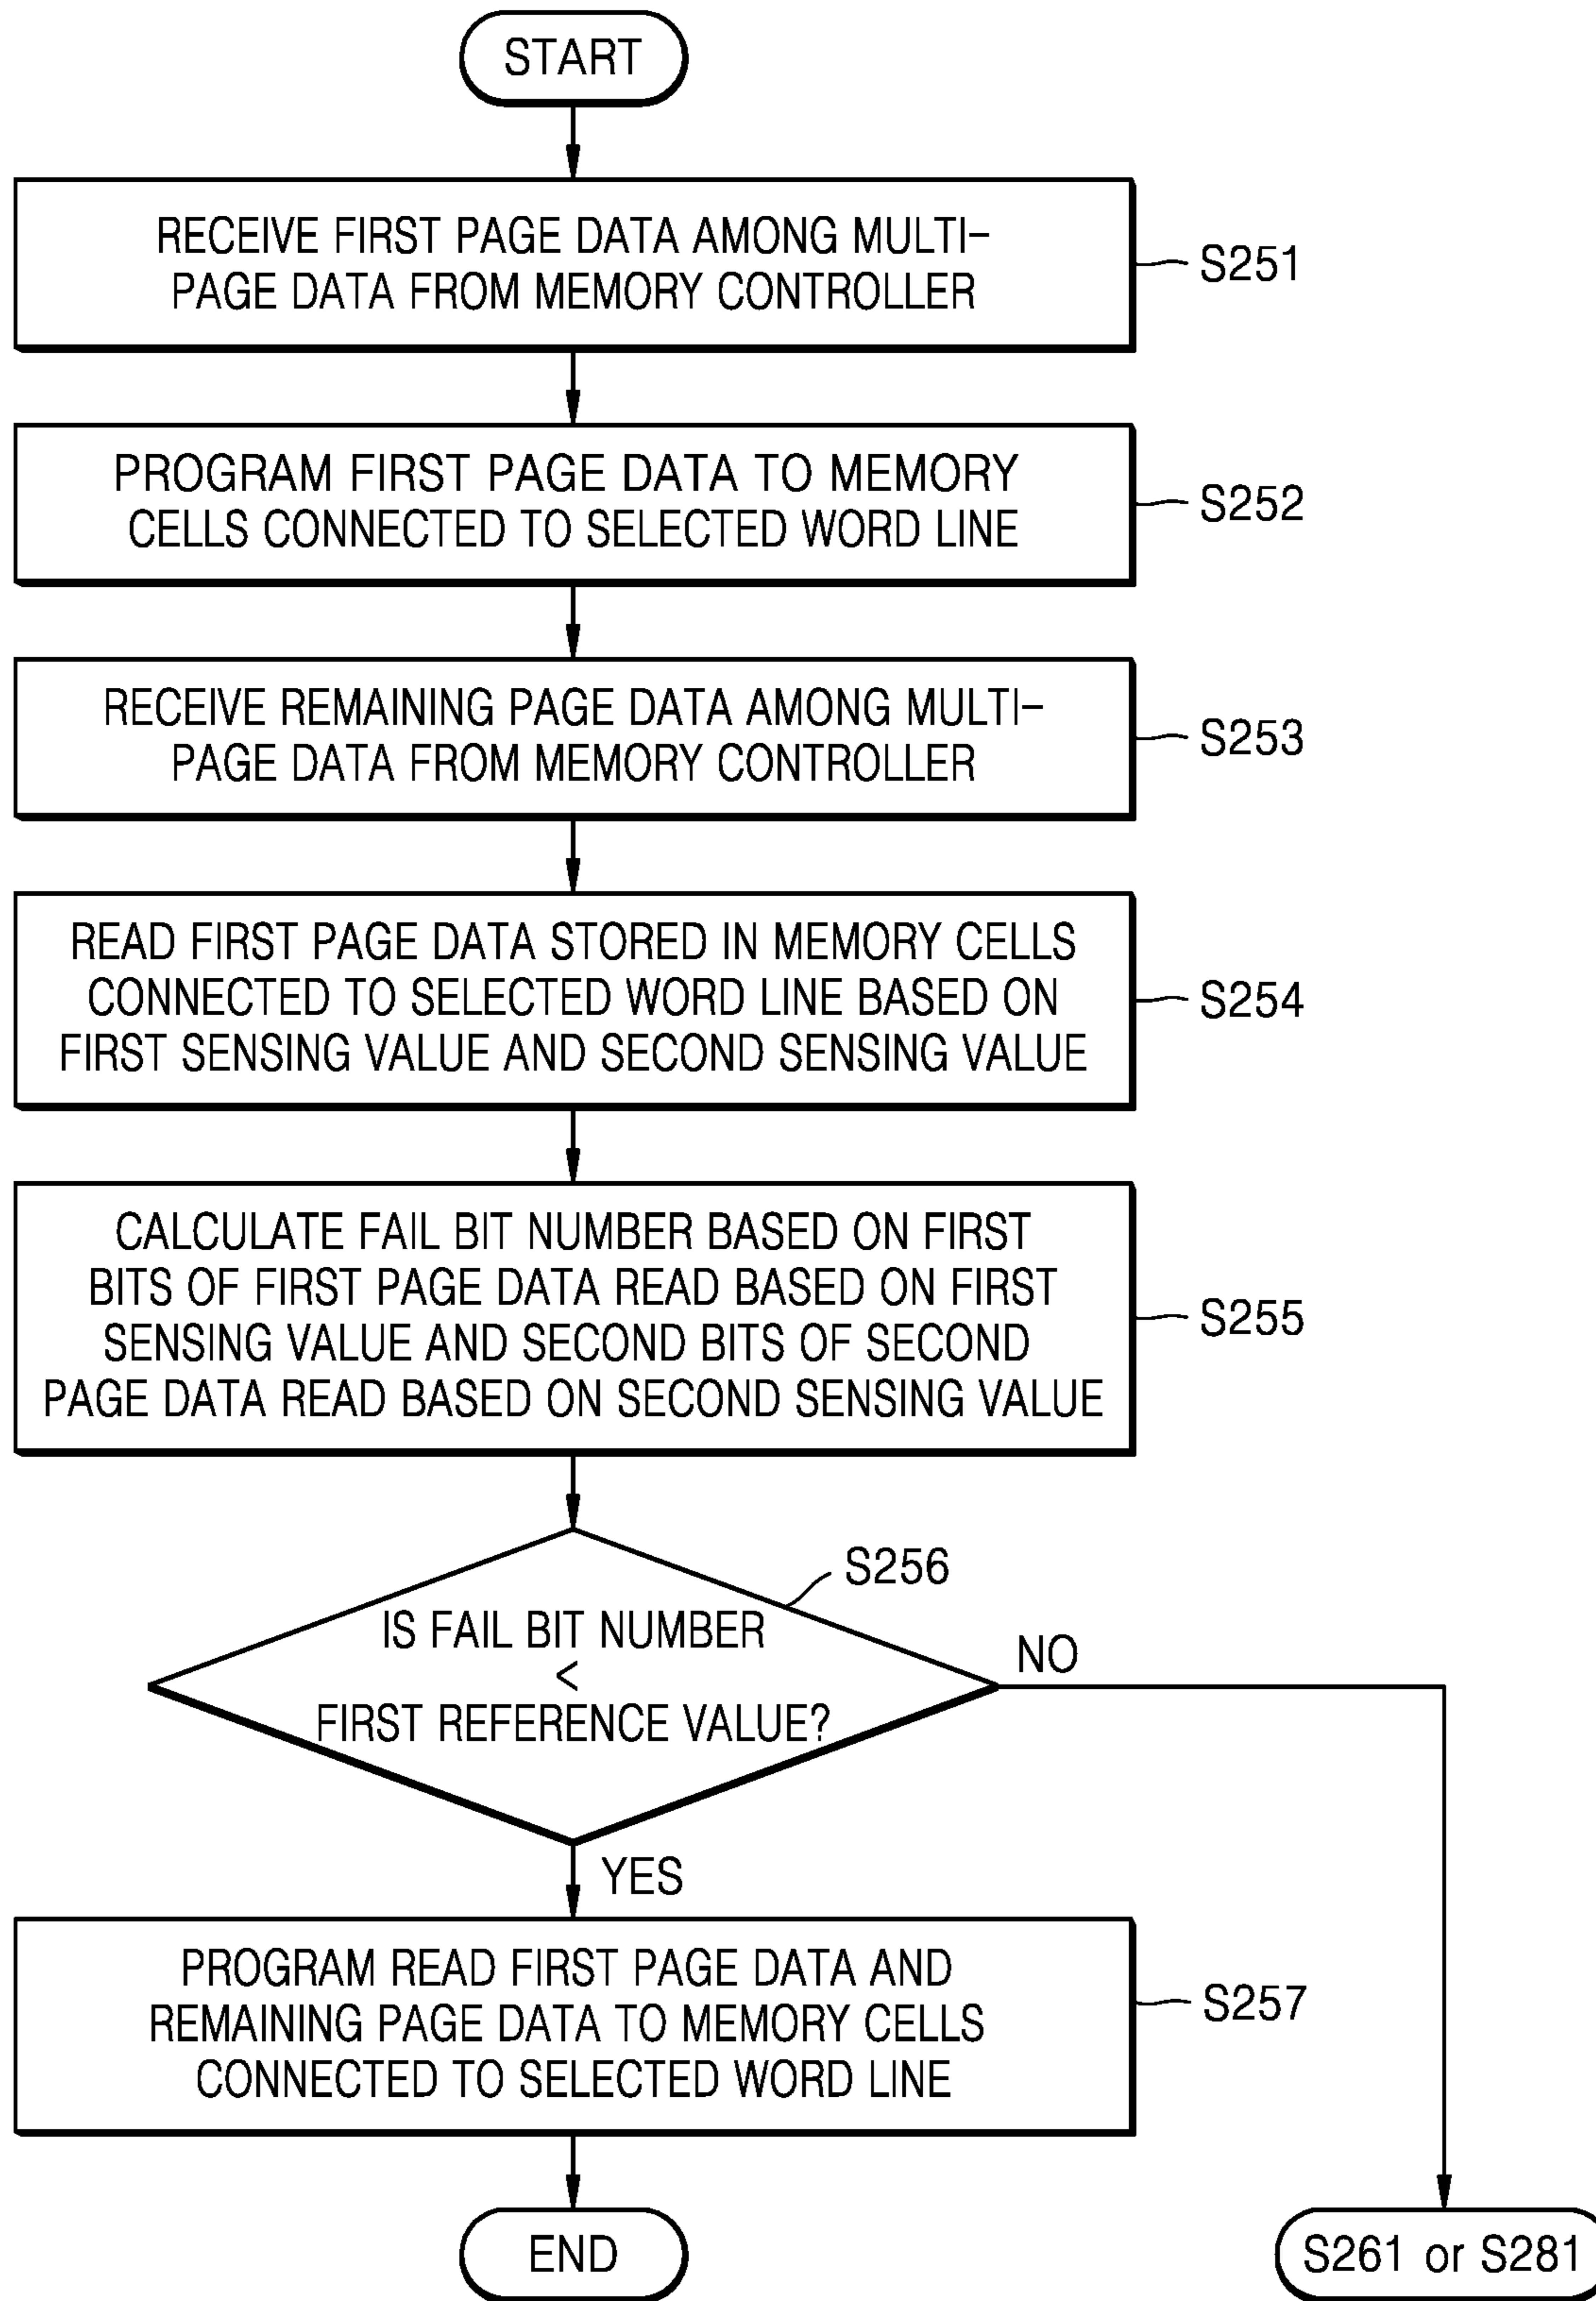 START
RECEIVE FIRST PAGE DATA AMONG MULTI-
PAGE DATA FROM MEMORY CONTROLLER
S251
PROGRAM FIRST PAGE DATA TO MEMORY
CELLS CONNECTED TO SELECTED WORD LINE
S252
RECEIVE REMAINING PAGE DATA AMONG MULTI-
PAGE DATA FROM MEMORY CONTROLLER
S253
READ FIRST PAGE DATA STORED IN MEMORY CELLS
CONNECTED TO SELECTED WORD LINE BASED ON
FIRST SENSING VALUE AND SECOND SENSING VALUE
S254
CALCULATE FAIL BIT NUMBER BASED ON FIRST
BITS OF FIRST PAGE DATA READ BASED ON FIRST
SENSING VALUE AND SECOND BITS OF SECOND
PAGE DATA READ BASED ON SECOND SENSING VALUE
S255
S256
IS FAIL BIT NUMBER
<
FIRST REFERENCE VALUE?
NO
YES
PROGRAM READ FIRST PAGE DATA AND
REMAINING PAGE DATA TO MEMORY CELLS
CONNECTED TO SELECTED WORD LINE
S257
END
S261 or S281